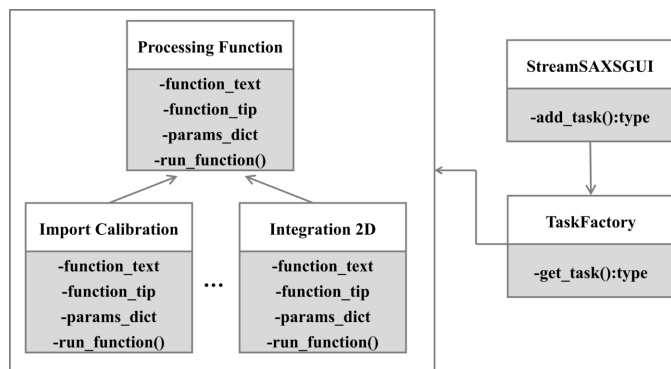 Processing Function
-function_text
-function_tip
-params_dict
-run_function()
Import Calibration
-function_text
-function_tip
-params_dict
-run_function()
...
Integration 2D
-function_text
-function_tip
-params_dict
-run_function()
StreamSAXSGUI
-add_task():type
TaskFactory
-get_task():type